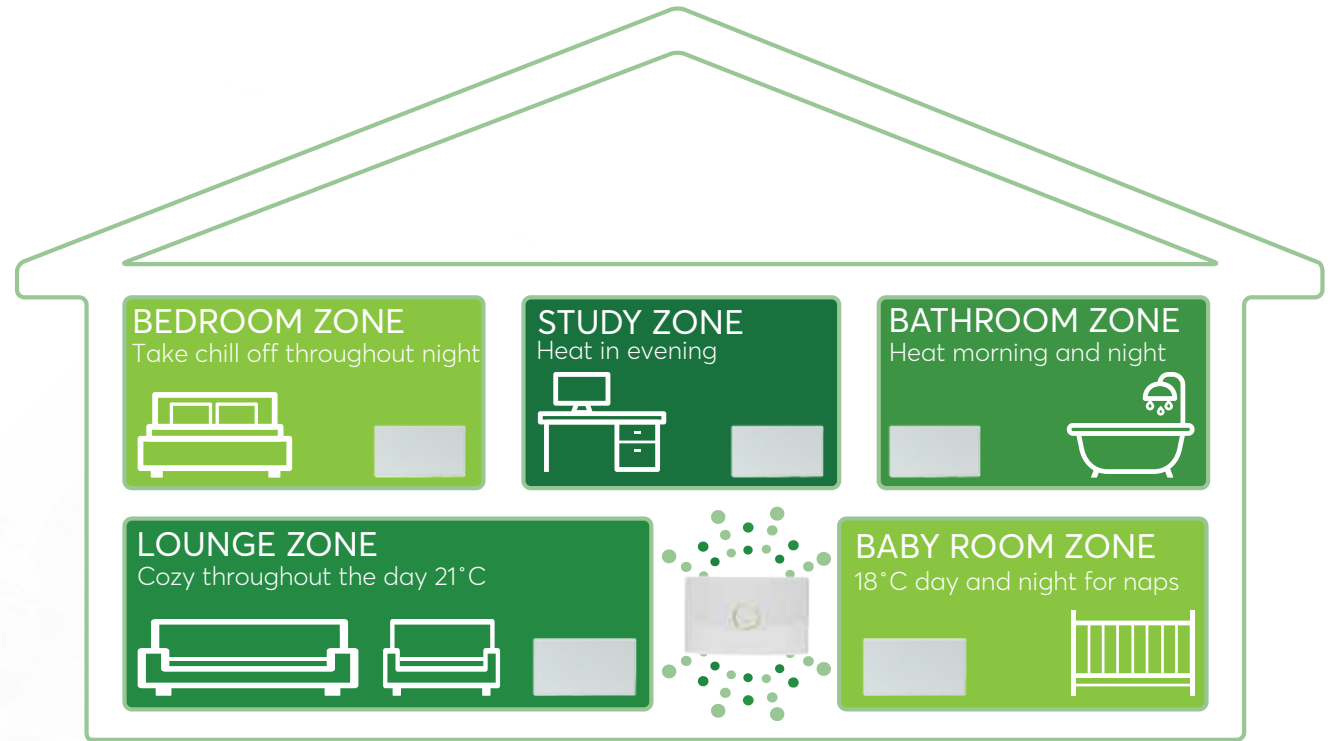 BEDROOM ZONE
Take chill off throughout night
STUDY ZONE
Heat in evening
BATHROOM ZONE
Heat morning and night
LOUNGE ZONE
Cozy throughout the day 21˚C
BABY ROOM ZONE
18˚C day and night for naps